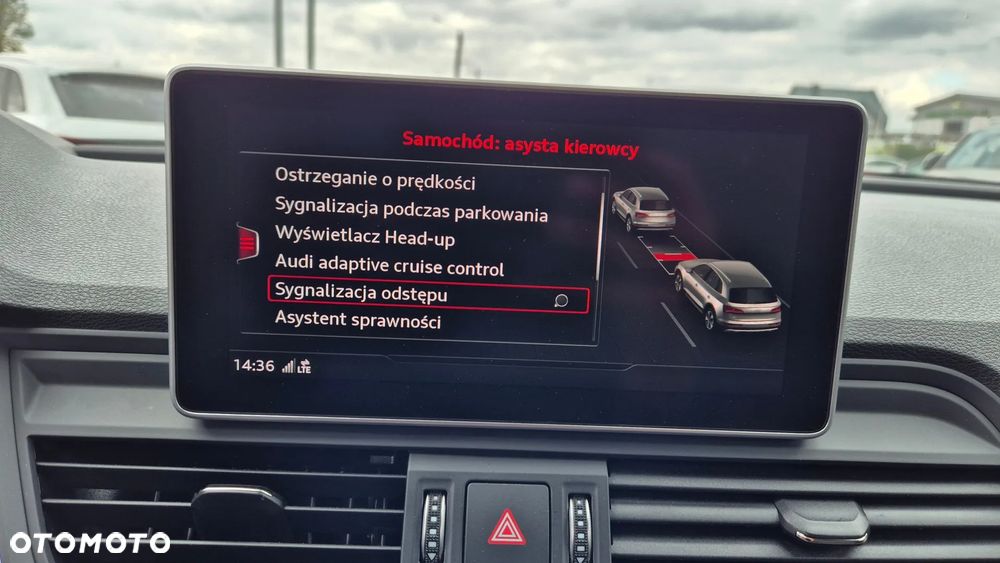 Samochód: asysta kierowcy
Ostrzeganie o prędkości
Sygnalizacja podczas parkowania
Wyświetlacz Head-up
Audi adaptive cruise control
Sygnalizacja odstępu
Asystent sprawności
14:36 LTE
OTOMOTO